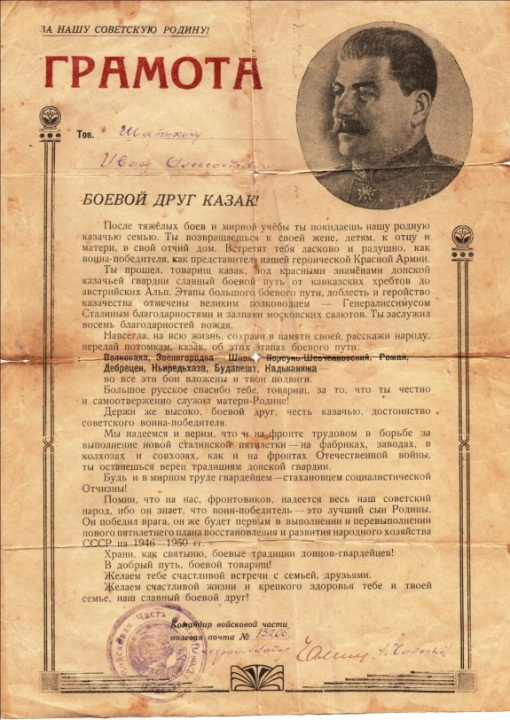 ЗА НАШУ СОВЕТСКУЮ РОДИНУ!
ГРАМОТА
Тов.
Ивану Александровичу
БОЕВОЙ ДРУГ КАЗАК!
После тяжёлых боев и мирной учёбы ты покидаешь нашу родную
казачью семью. Ты возвращаешься к своей жене, детям, к отцу и
матери, в свой отчий дом. Встретят тебя ласково и радушно, как
воина-победителя, как представителя нашей героической Красной Армии.
Ты прошел, товарищ казак, под красными знамёнами донской
казачьей гвардии славный боевой путь от кавказских хребтов до
австрийских Альп. Этапы большого боевого пути, доблесть и геройство
казачества отмечены великим полководцем — Генералиссимусом
Сталиным благодарностями и залпами московских салютов. Ты заслужил
восемь благодарностей вождя.
Навсегда, на всю жизнь, сохрани в памяти своей, расскажи народу,
передай потомкам, казак, об этих этапах боевого пути:
Волноваха, Звенигородка — Шпола, Корсунь-Шевченковский, Роман,
Дебрецен, Ньиредьхаза, Будапешт, Надьканижа —
во все эти бои вложены и твои подвиги.
Большое русское спасибо тебе, товарищ, за то, что ты честно
и самоотверженно служил матери-Родине!
Держи же высоко, боевой друг, честь казачью, достоинство
советского воина-победителя.
Мы надеемся и верим, что и на фронте трудовом в борьбе за
выполнение новой сталинской пятилетки — на фабриках, заводах, в
колхозах и совхозах, как и на фронтах Отечественной войны,
ты останешься верен традициям донской гвардии.
Будь и в мирном труде гвардейцем — стахановцем социалистической
Отчизны!
Помни, что на нас, фронтовиков, надеется весь наш советский
народ, ибо он знает, что воин-победитель — это лучший сын Родины.
Он победил врага, он же будет первым в выполнении и перевыполнении
нового пятилетнего плана восстановления и развития народного хозяйства
СССР на 1946—1950 гг.
Храни, как святыню, боевые традиции донцов-гвардейцев!
В добрый путь, боевой товарищ!
Желаем тебе счастливой встречи с семьей, друзьями.
Желаем счастливой жизни и крепкого здоровья тебе и твоей
семье, наш славный боевой друг!
Командир войсковой части
полевая почта № 15206